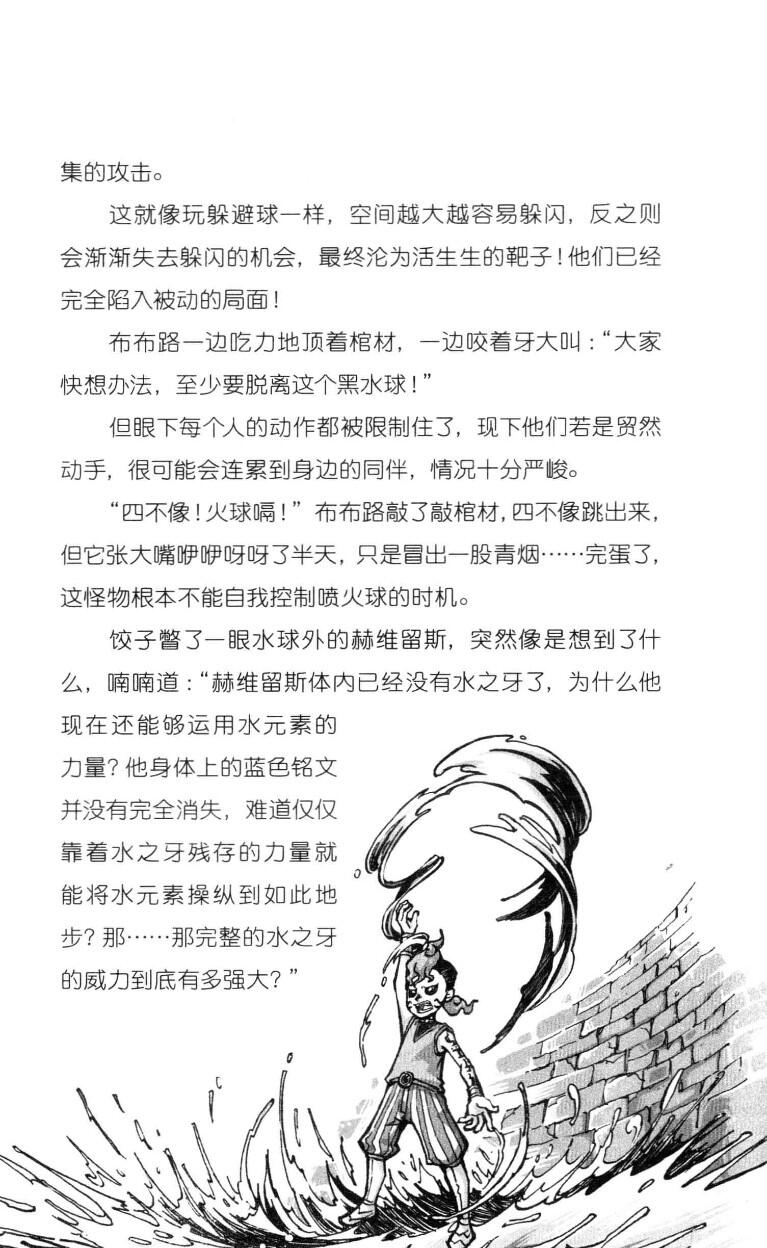 集的攻击。
这就像玩躲避球一样，空间越大越容易躲闪，反之则
会渐渐失去躲闪的机会，最终沦为活生生的靶子！他们已经
完全陷入被动的局面！
布布路一边吃力地顶着棺材，一边咬着牙大叫：“大家
快想办法，至少要脱离这个黑水球！”
但眼下每个人的动作都被限制住了，现下他们若是贸然
动手，很可能会连累到身边的同伴，情况十分严峻。
“四不像！火球嗝！”布布路敲了敲棺材，四不像跳出来，
但它张大嘴咿咿呀呀了半天，只是冒出一股青烟……完蛋了，
这怪物根本不能自我控制喷火球的时机。
饺子瞥了一眼水球外的赫维留斯，突然像是想到了什
么，喃喃道：“赫维留斯体内已经没有水之牙了，为什么他
现在还能够运用水元素的
力量？他身体上的蓝色铭文
并没有完全消失，难道仅仅
靠着水之牙残存的力量就
能将水元素操纵到如此地
步？那……那完整的水之牙
的威力到底有多强大？”